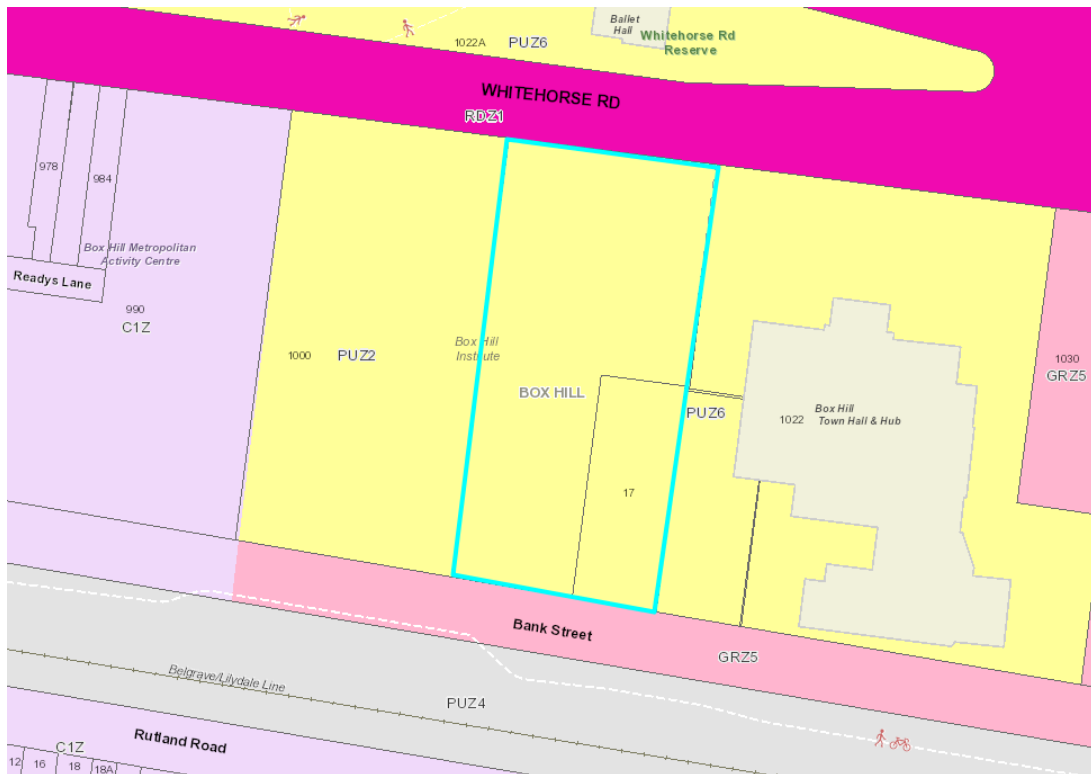 Ballet
Hall
Whitehorse Rd
Reserve
1022A
PUZ6
WHITEHORSE RD
RDZ1
978
984
Box Hill Metropolitan
Activity Centre
Readys Lane
990
C1Z
1000
PUZ2
Box Hill
Institute
BOX HILL
1030
GRZ5
PUZ6
1022
Box Hill
Town Hall & Hub
17
Bank Street
GRZ5
Belgrave/Lilydale Line
PUZ4
Rutland Road
C1Z
12
16
18
18A